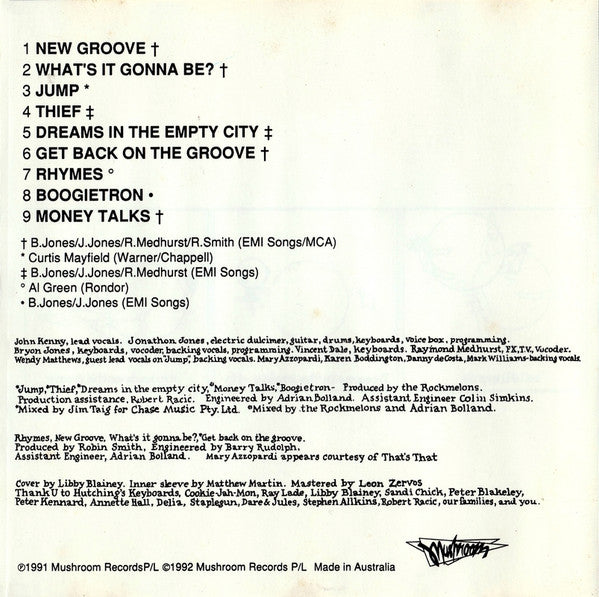 1 NEW GROOVE †
2 WHAT'S IT GONNA BE? †
3 JUMP *
4 THIEF ‡
5 DREAMS IN THE EMPTY CITY ‡
6 GET BACK ON THE GROOVE †
7 RHYMES °
8 BOOGIETRON •
9 MONEY TALKS †
† B.Jones/J.Jones/R.Medhurst/R.Smith (EMI Songs/MCA)
* Curtis Mayfield (Warner/Chappell)
‡ B.Jones/J.Jones/R.Medhurst (EMI Songs)
° Al Green (Rondor)
• B.Jones/J.Jones (EMI Songs)
John Kenny, lead vocals. Jonathon Jones, electric dulcimer, guitar, drums, keyboards, voice box, programming.
Bryon Jones, keyboards, vocoder, backing vocals, programming. Vincent Dale, keyboards. Raymond Medhurst, FX, T.V., Vocoder.
Wendy Matthews, guest lead vocals on "Jump", backing vocals. Mary Azzopardi, Karen Boddington, Danny de Costa, Mark Williams-backing vocals
*Jump, "Thief, "Dreams in the empty city, °Money Talks, °Boogietron- Produced by the Rockmelons.
Production assistance, Robert Racic. Engineered by Adrian Bolland. Assistant Engineer Colin Simkins.
*Mixed by Jim Taig for Chase Music Pty. Ltd. °Mixed by the Rockmelons and Adrian Bolland.
Rhymes, New Groove, What's it gonna be?, °Get back on the groove.
Produced by Robin Smith, Engineered by Barry Rudolph.
Assistant Engineer, Adrian Bolland. Mary Azzopardi appears courtesy of That's That
Cover by Libby Blainey. Inner sleeve by Matthew Martin. Mastered by Leon Zervos
Thank U to Hutching's Keyboards, Cookie-Jah-Mon, Ray Lade, Libby Blainey, Sandi Chick, Peter Blakeley,
Peter Kennard, Annette Hall, Delia, Staplegun, Dare & Jules, Stephen Allkins, Robert Racic, our families, and you.
Mushroom
℗1991 Mushroom RecordsP/L ©1992 Mushroom Records P/L Made in Australia